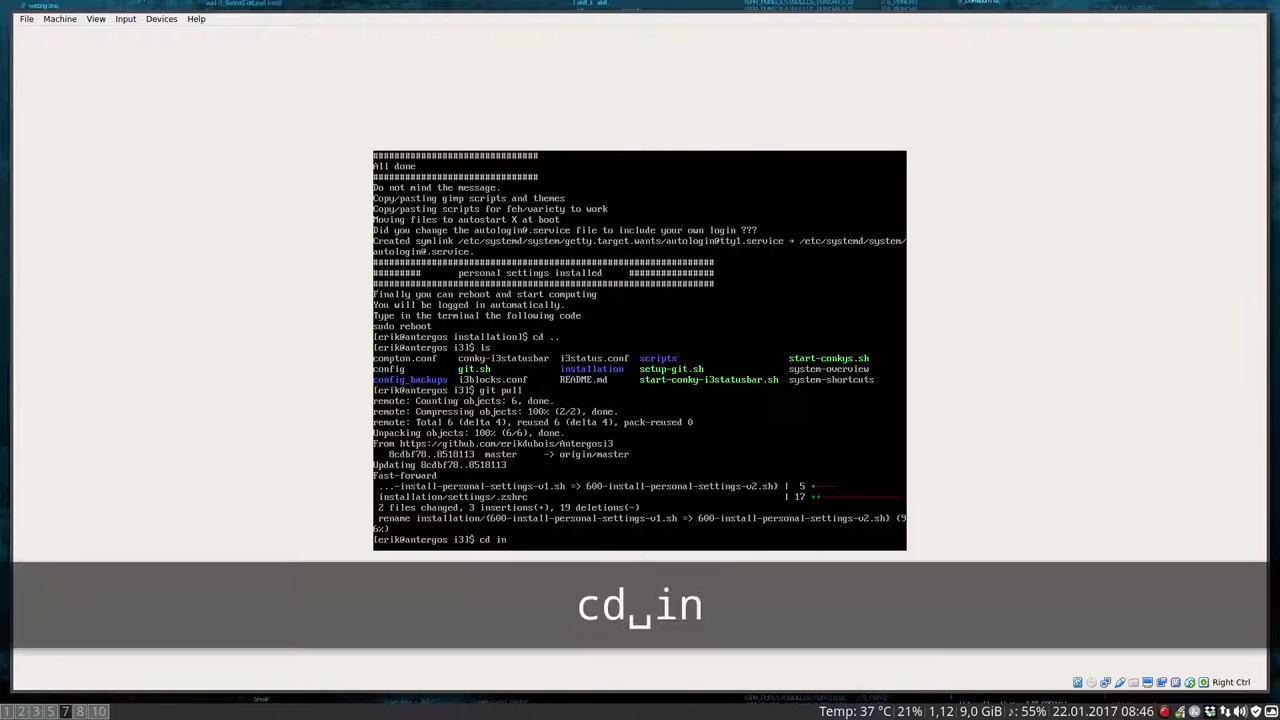 File Machine View Input Devices Help
###############################
All done
###############################
Do not mind the message.
Copy/pasting gimp scripts and themes
Copy/pasting scripts for feh/variety to work
Moving files to autostart X at boot
Did you change the autologin@.service file to include your own login ???
Created symlink /etc/systemd/system/getty.target.wants/autologin@tty1.service → /etc/systemd/system/
autologin@.service.
################################################################
######### personal settings installed ################
################################################################
Finally you can reboot and start computing
You will be logged in automatically.
Type in the terminal the following code
sudo reboot
[erik@antergos installation]$ cd ..
[erik@antergos i3]$ ls
compton.conf conky-i3statusbar i3status.conf scripts start-conkys.sh
config git.sh installation setup-git.sh system-overview
config_backups i3blocks.conf README.md start-conky-i3statusbar.sh system-shortcuts
[erik@antergos i3]$ git pull
remote: Counting objects: 6, done.
remote: Compressing objects: 100% (2/2), done.
remote: Total 6 (delta 4), reused 6 (delta 4), pack-reused 0
Unpacking objects: 100% (6/6), done.
From https://github.com/erikdubois/Antergosi3
8cdbf78..8518113 master -> origin/master
Updating 8cdbf78..8518113
Fast-forward
...-install-personal-settings-v1.sh => 600-install-personal-settings-v2.sh} | 5 +----
installation/settings/.zshrc | 17 ++---------------
2 files changed, 3 insertions(+), 19 deletions(-)
rename installation/{600-install-personal-settings-v1.sh => 600-install-personal-settings-v2.sh} (9
6%)
[erik@antergos i3]$ cd in
cd␣in
Right Ctrl
1 2 3 5 7 8 10 Temp: 37 °C 21% 1,12 9,0 GiB ♪: 55% 22.01.2017 08:46